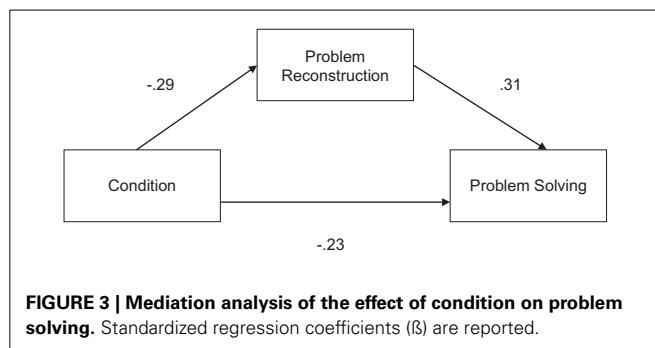 Problem
Reconstruction
-.29
.31
Condition
Problem Solving
-.23
FIGURE 3 | Mediation analysis of the effect of condition on problem
solving. Standardized regression coefficients (ß) are reported.